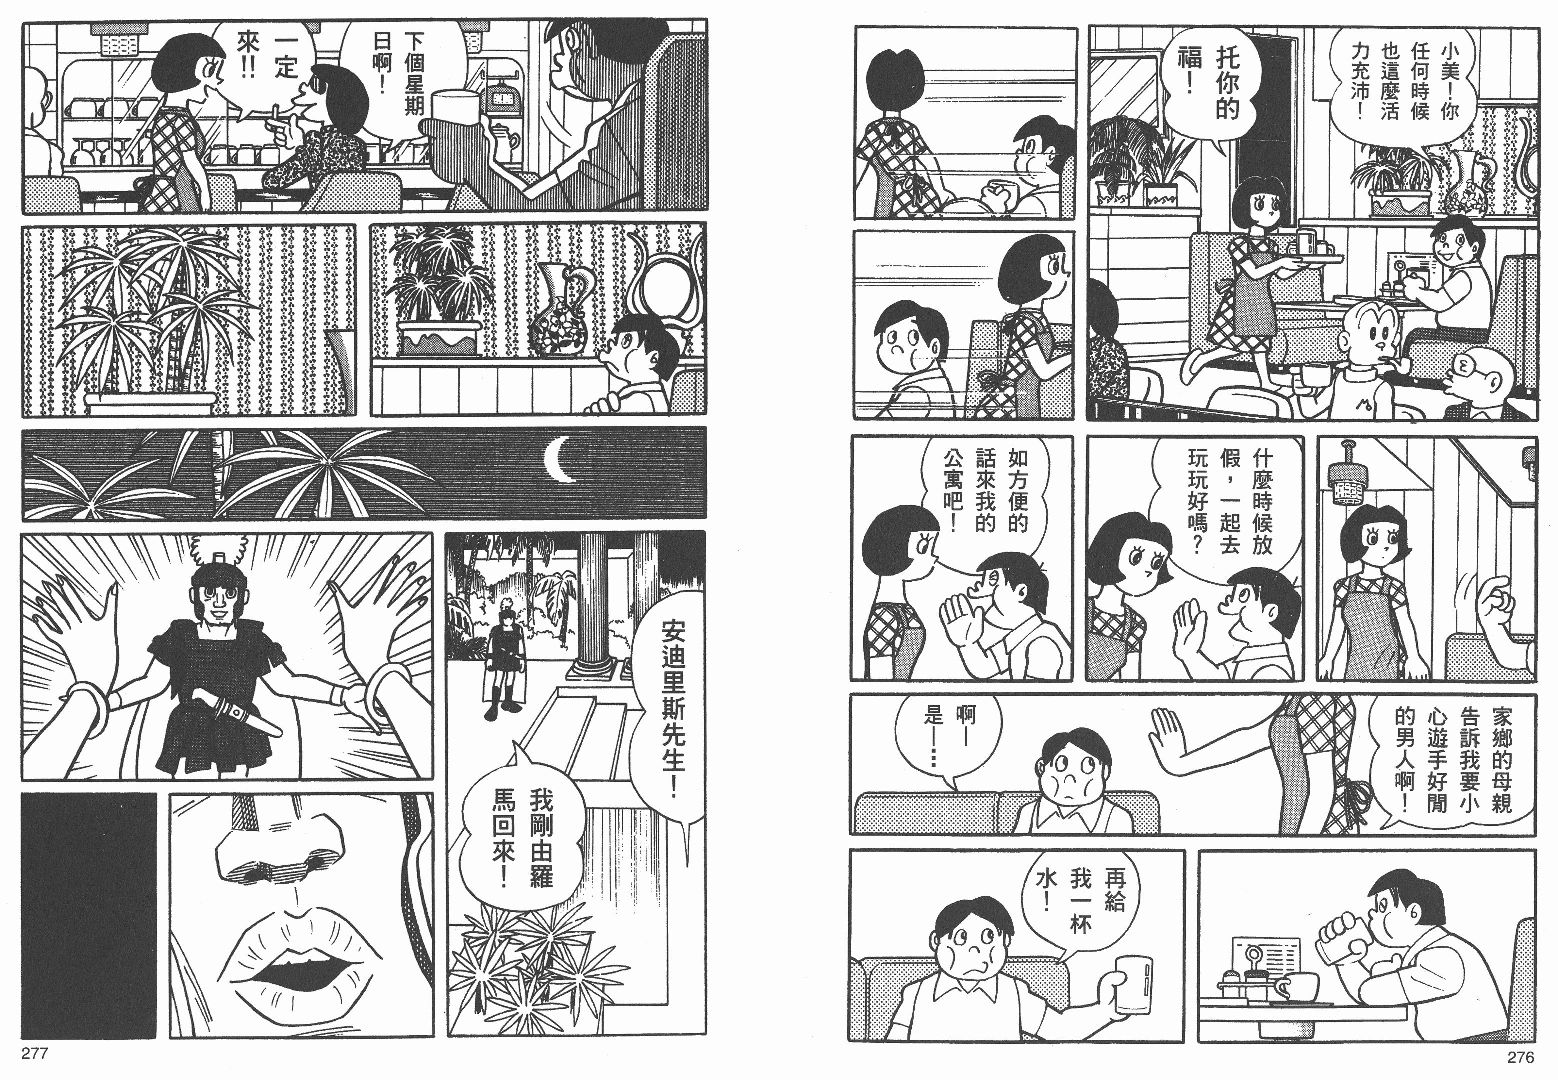 小美！你
任何時候
也這麼活
力充沛！
托你的
福！
什麼時候放
假，一起去
玩玩好嗎？
如方便的
話來我的
公寓吧！
家鄉的母親
告訴我要小
心遊手好閒
的男人啊！
啊—
是—…
再給
我一杯
水！
276
下個星期
日啊！
一定
來!!
安迪里斯先生！
我剛由羅
馬回來！
277